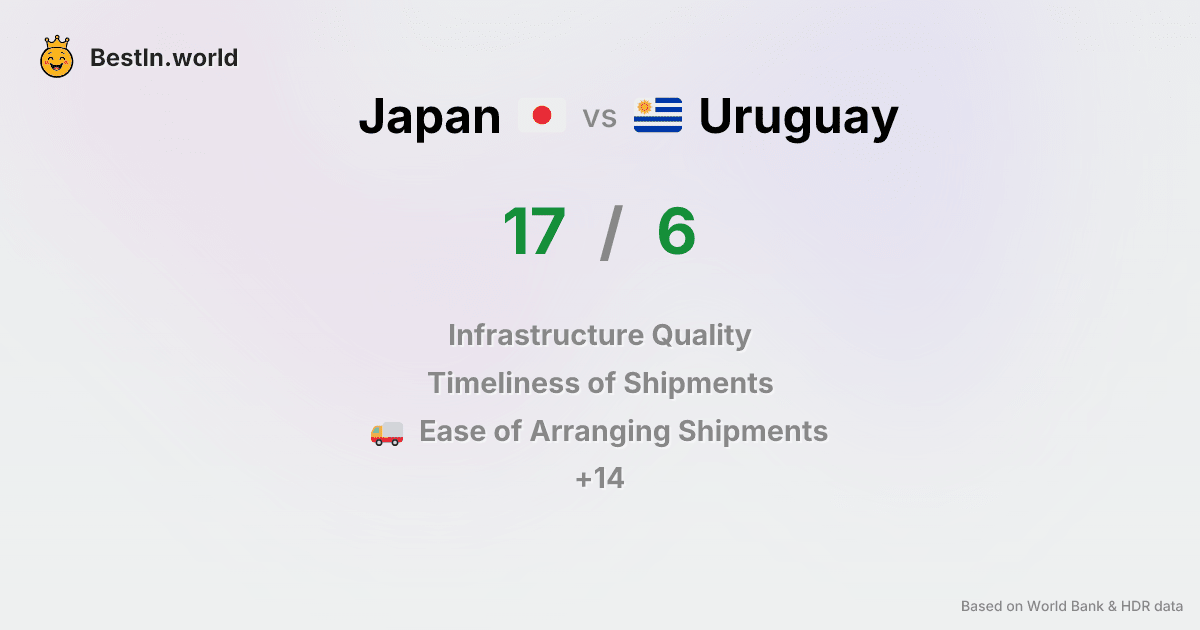 BestIn.world
Japan vs Uruguay
17 / 6
Infrastructure Quality
Timeliness of Shipments
Ease of Arranging Shipments
+14
Based on World Bank & HDR data